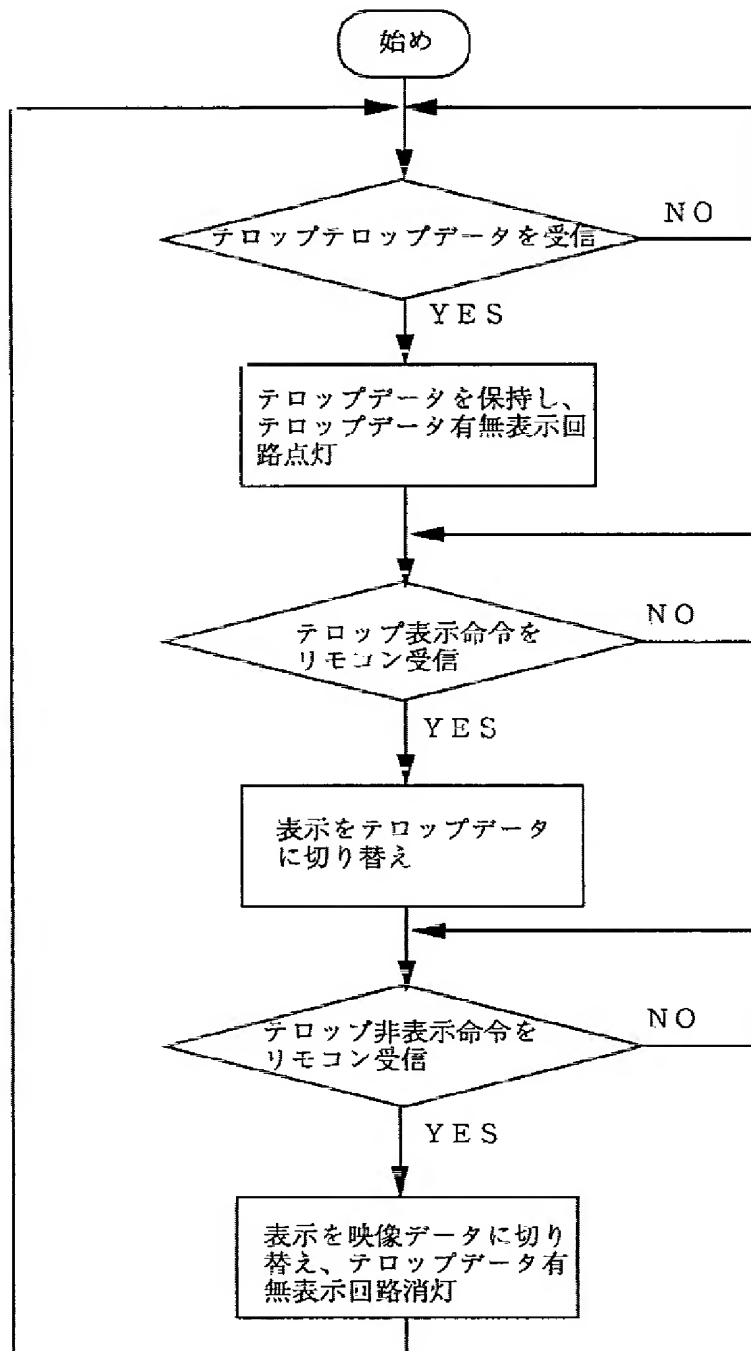 始め
テロップテロップデータを受信
NO
YES
テロップデータを保持し、
テロップデータ有無表示回
路点灯
テロップ表示命令を
リモコン受信
NO
YES
表示をテロップデータ
に切り替え
テロップ非表示命令を
リモコン受信
NO
YES
表示を映像データに切り
替え、テロップデータ有
無表示回路消灯